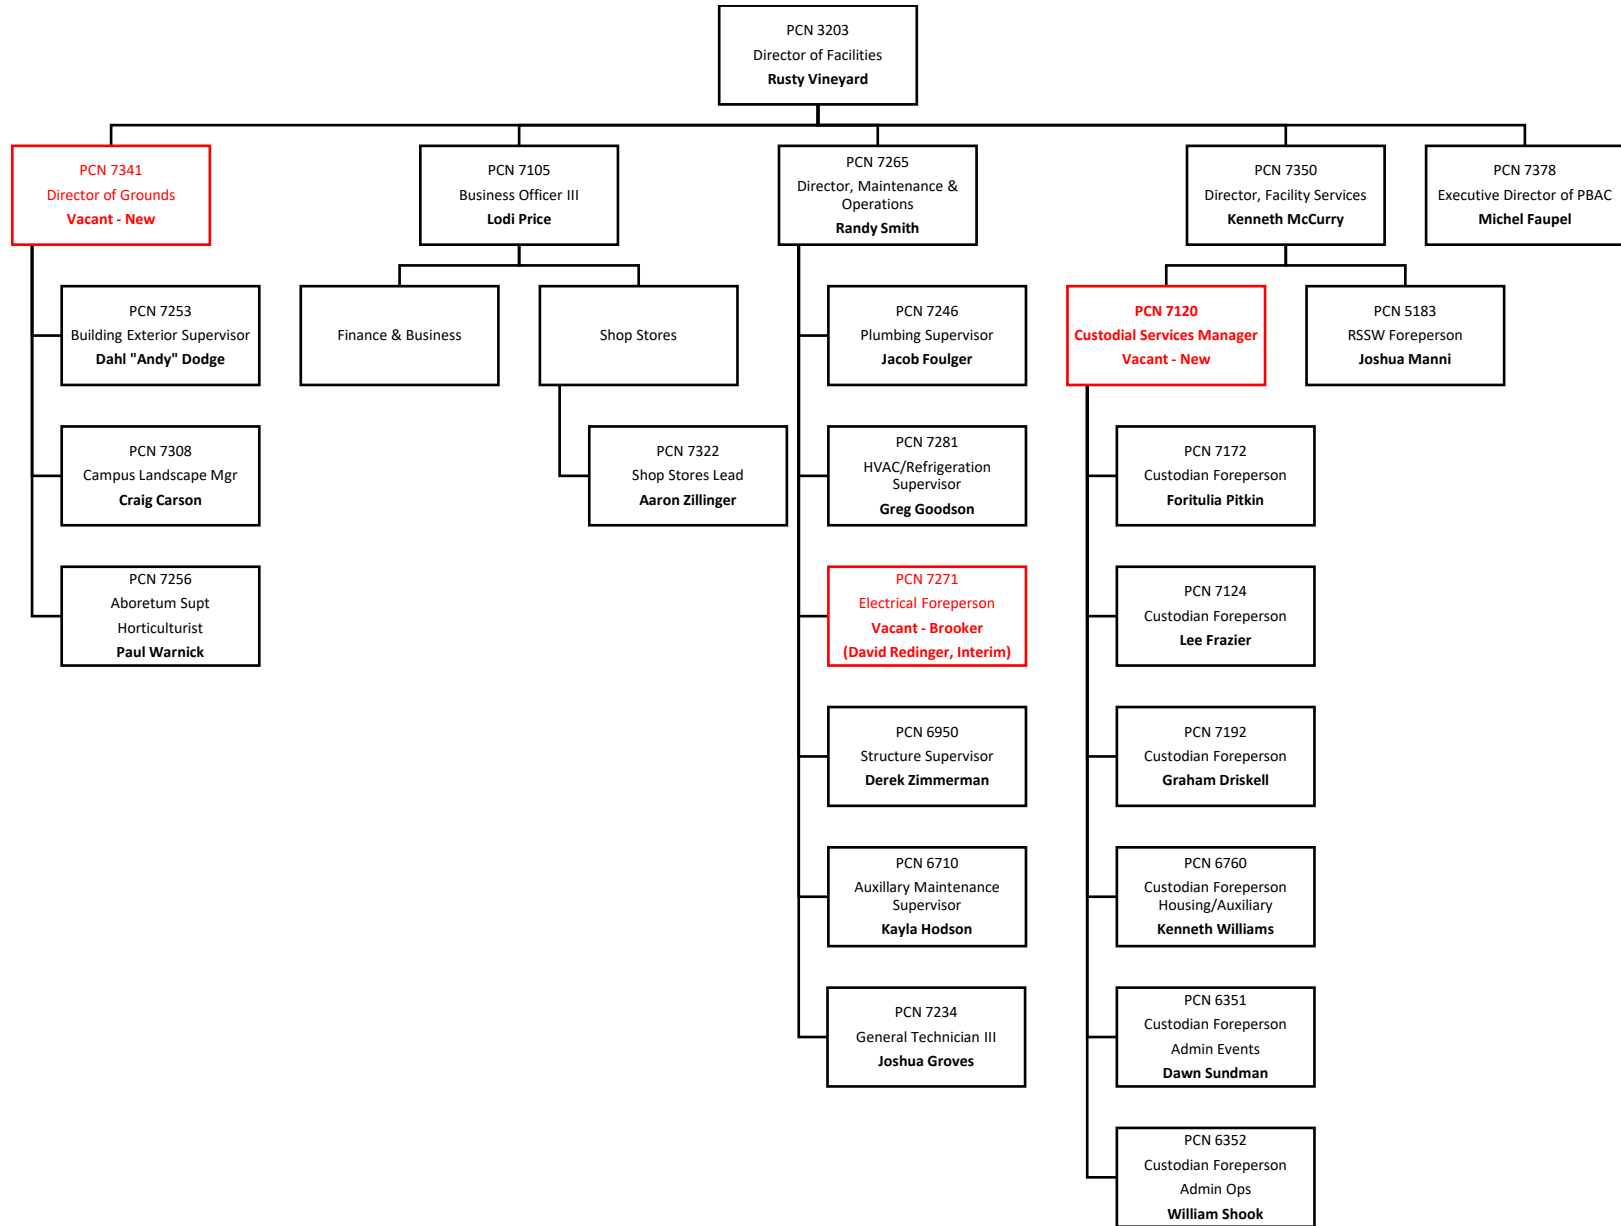 PCN 3203
Director of Facilities
Rusty Vineyard
PCN 7341
Director of Grounds
Vacant - New
PCN 7105
Business Officer III
Lodi Price
PCN 7265
Director, Maintenance &
Operations
Randy Smith
PCN 7350
Director, Facility Services
Kenneth McCurry
PCN 7378
Executive Director of PBAC
Michel Faupel
PCN 7253
Building Exterior Supervisor
Dahl "Andy" Dodge
Finance & Business
Shop Stores
PCN 7246
Plumbing Supervisor
Jacob Foulger
PCN 7120
Custodial Services Manager
Vacant - New
PCN 5183
RSSW Foreperson
Joshua Manni
PCN 7308
Campus Landscape Mgr
Craig Carson
PCN 7322
Shop Stores Lead
Aaron Zillinger
PCN 7281
HVAC/Refrigeration
Supervisor
Greg Goodson
PCN 7172
Custodian Foreperson
Foritulia Pitkin
PCN 7256
Aboretum Supt
Horticulturist
Paul Warnick
PCN 7271
Electrical Foreperson
Vacant - Brooker
(David Redinger, Interim)
PCN 7124
Custodian Foreperson
Lee Frazier
PCN 6950
Structure Supervisor
Derek Zimmerman
PCN 7192
Custodian Foreperson
Graham Driskell
PCN 6710
Auxillary Maintenance
Supervisor
Kayla Hodson
PCN 6760
Custodian Foreperson
Housing/Auxiliary
Kenneth Williams
PCN 7234
General Technician III
Joshua Groves
PCN 6351
Custodian Foreperson
Admin Events
Dawn Sundman
PCN 6352
Custodian Foreperson
Admin Ops
William Shook